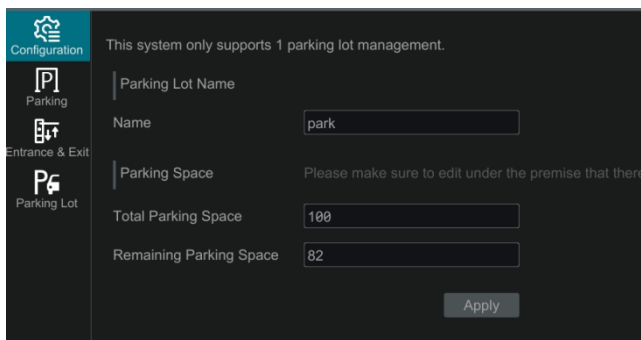 Configuration
Parking
Entrance & Exit
Parking Lot
This system only supports 1 parking lot management.
Parking Lot Name
Name park
Parking Space Please make sure to edit under the premise that there
Total Parking Space 100
Remaining Parking Space 82
Apply